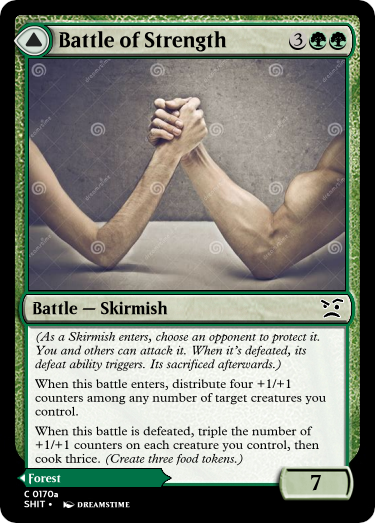 Battle of Strength
3
Battle — Skirmish
(As a Skirmish enters, choose an opponent to protect it.
You and others can attack it. When it's defeated, its
defeat ability triggers. Its sacrificed afterwards.)
When this battle enters, distribute four +1/+1
counters among any number of target creatures you
control.
When this battle is defeated, triple the number of
+1/+1 counters on each creature you control, then
cook thrice. (Create three food tokens.)
Forest
7
C 0170a
SHIT • DREAMSTIME